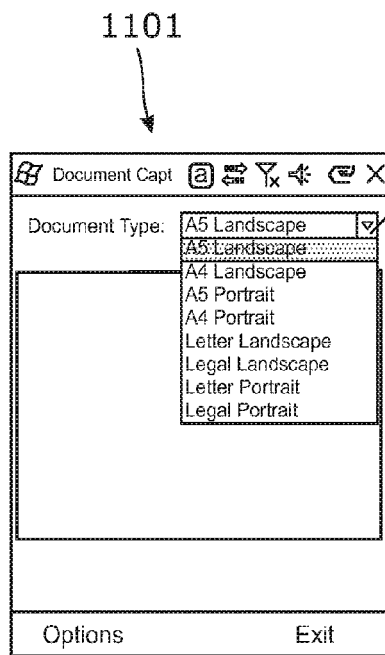 1101
Document Capt a
Document Type: A5 Landscape
A5 Landscape
A4 Landscape
A5 Portrait
A4 Portrait
Letter Landscape
Legal Landscape
Letter Portrait
Legal Portrait
Options Exit